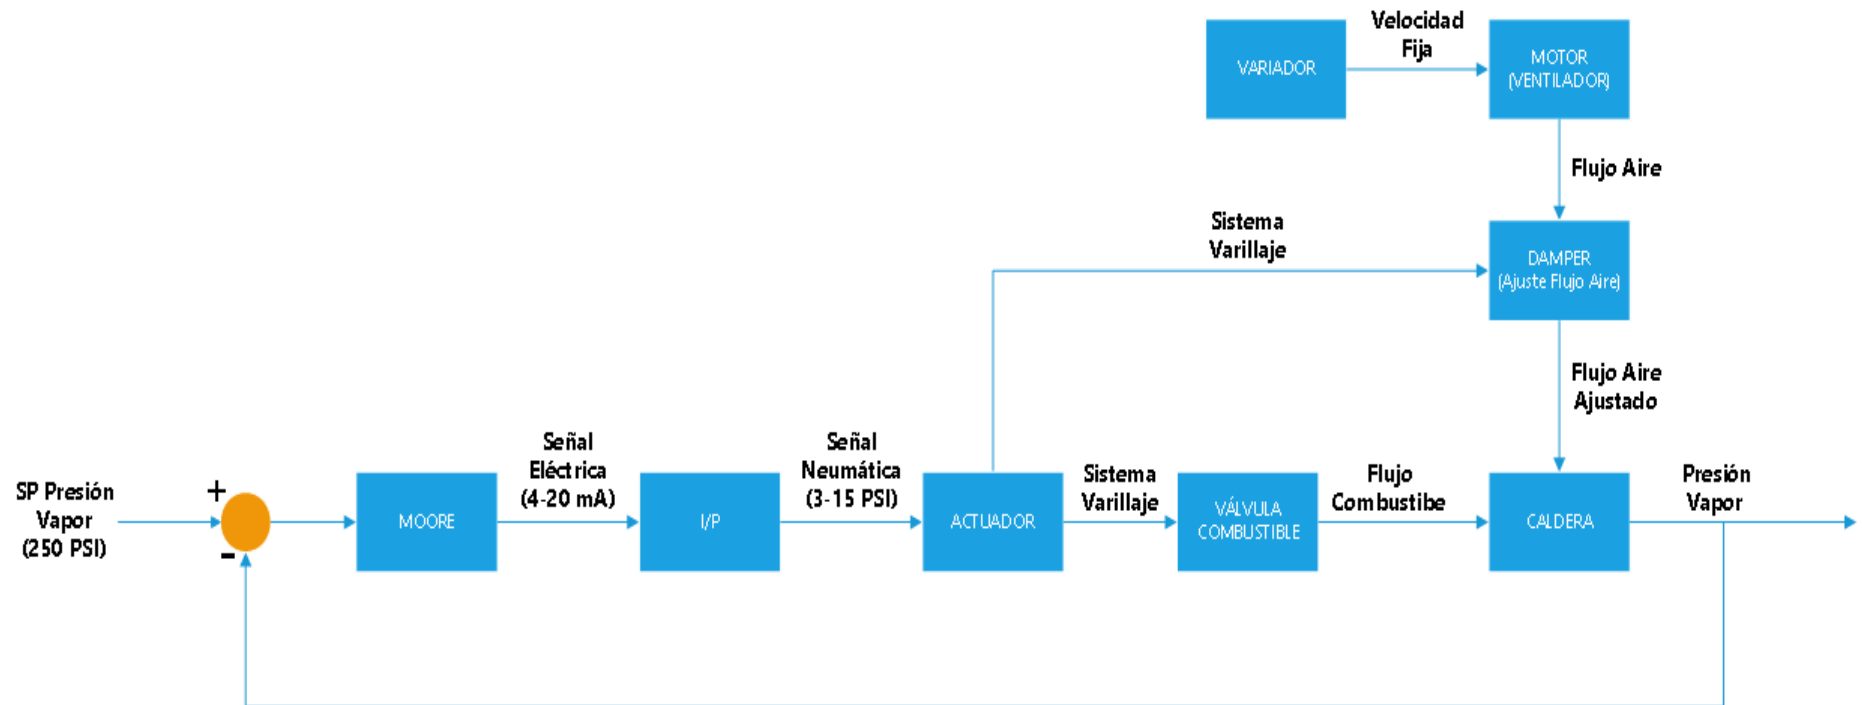 Velocidad
Fija
VARIADOR
MOTOR
(VENTILADOR)
Flujo Aire
Sistema
Varillaje
DAMPER
(Ajuste Flujo Aire)
Flujo Aire
Ajustado
SP Presión
Vapor
(250 PSI)
+
-
MOORE
Señal
Eléctrica
(4-20 mA)
I/P
Señal
Neumática
(3-15 PSI)
ACTUADOR
Sistema
Varillaje
VÁLVULA
COMBUSTIBLE
Flujo
Combustibe
CALDERA
Presión
Vapor